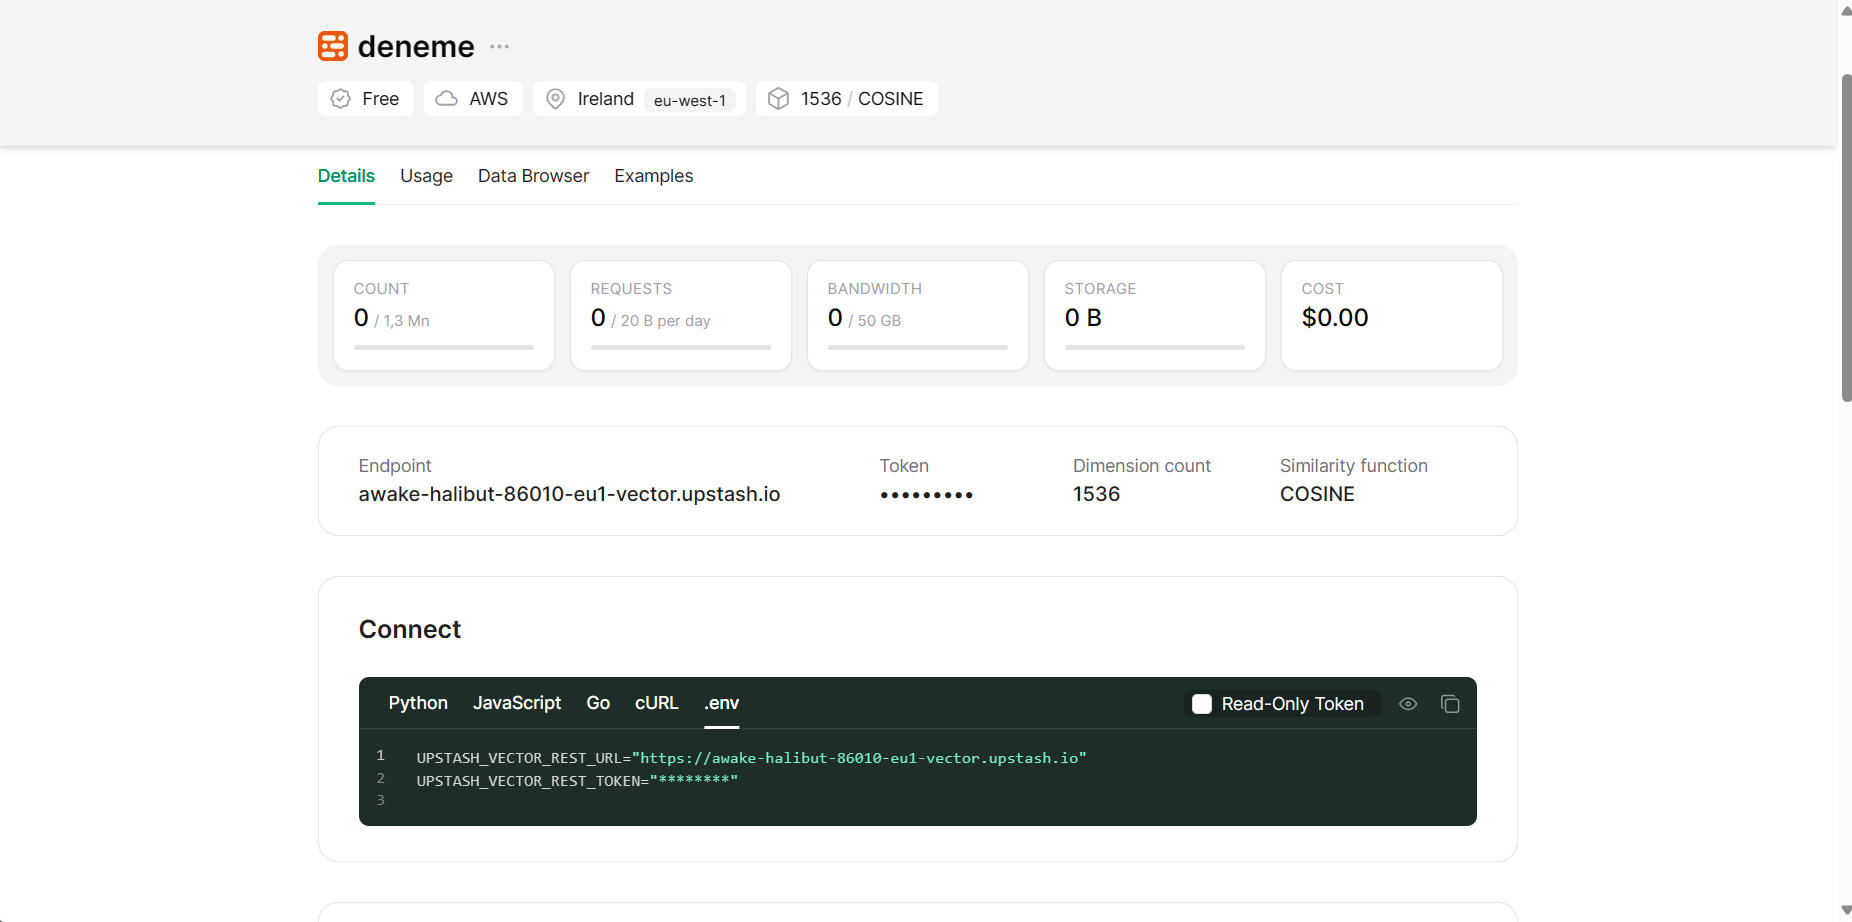 deneme ...
Free AWS Ireland eu-west-1 1536 / COSINE
Details Usage Data Browser Examples
COUNT
0 / 1,3 Mn
REQUESTS
0 / 20 B per day
BANDWIDTH
0 / 50 GB
STORAGE
0 B
COST
$0.00
Endpoint
awake-halibut-86010-eu1-vector.upstash.io
Token
•••••••••
Dimension count
1536
Similarity function
COSINE
Connect
Python JavaScript Go cURL .env Read-Only Token
1 UPSTASH_VECTOR_REST_URL="https://awake-halibut-86010-eu1-vector.upstash.io"
2 UPSTASH_VECTOR_REST_TOKEN="********"
3